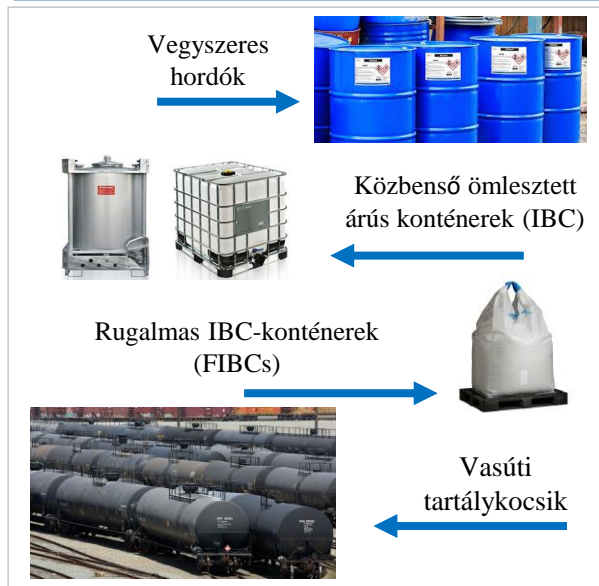 Vegyszeres
hordók
Közbenső ömlesztett
árús konténerek (IBC)
Rugalmas IBC-konténerek
(FIBCs)
Vasúti
tartálykocsik